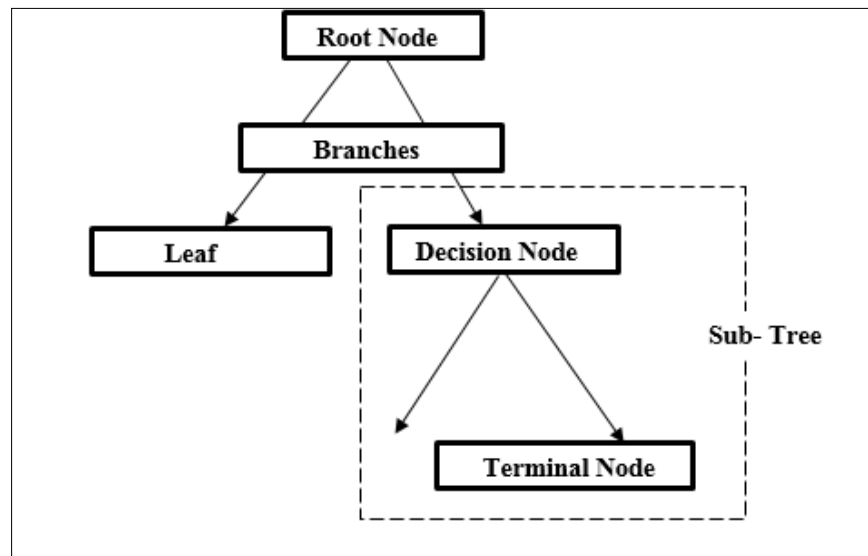 Root Node
Branches
Leaf
Decision Node
Sub- Tree
Terminal Node